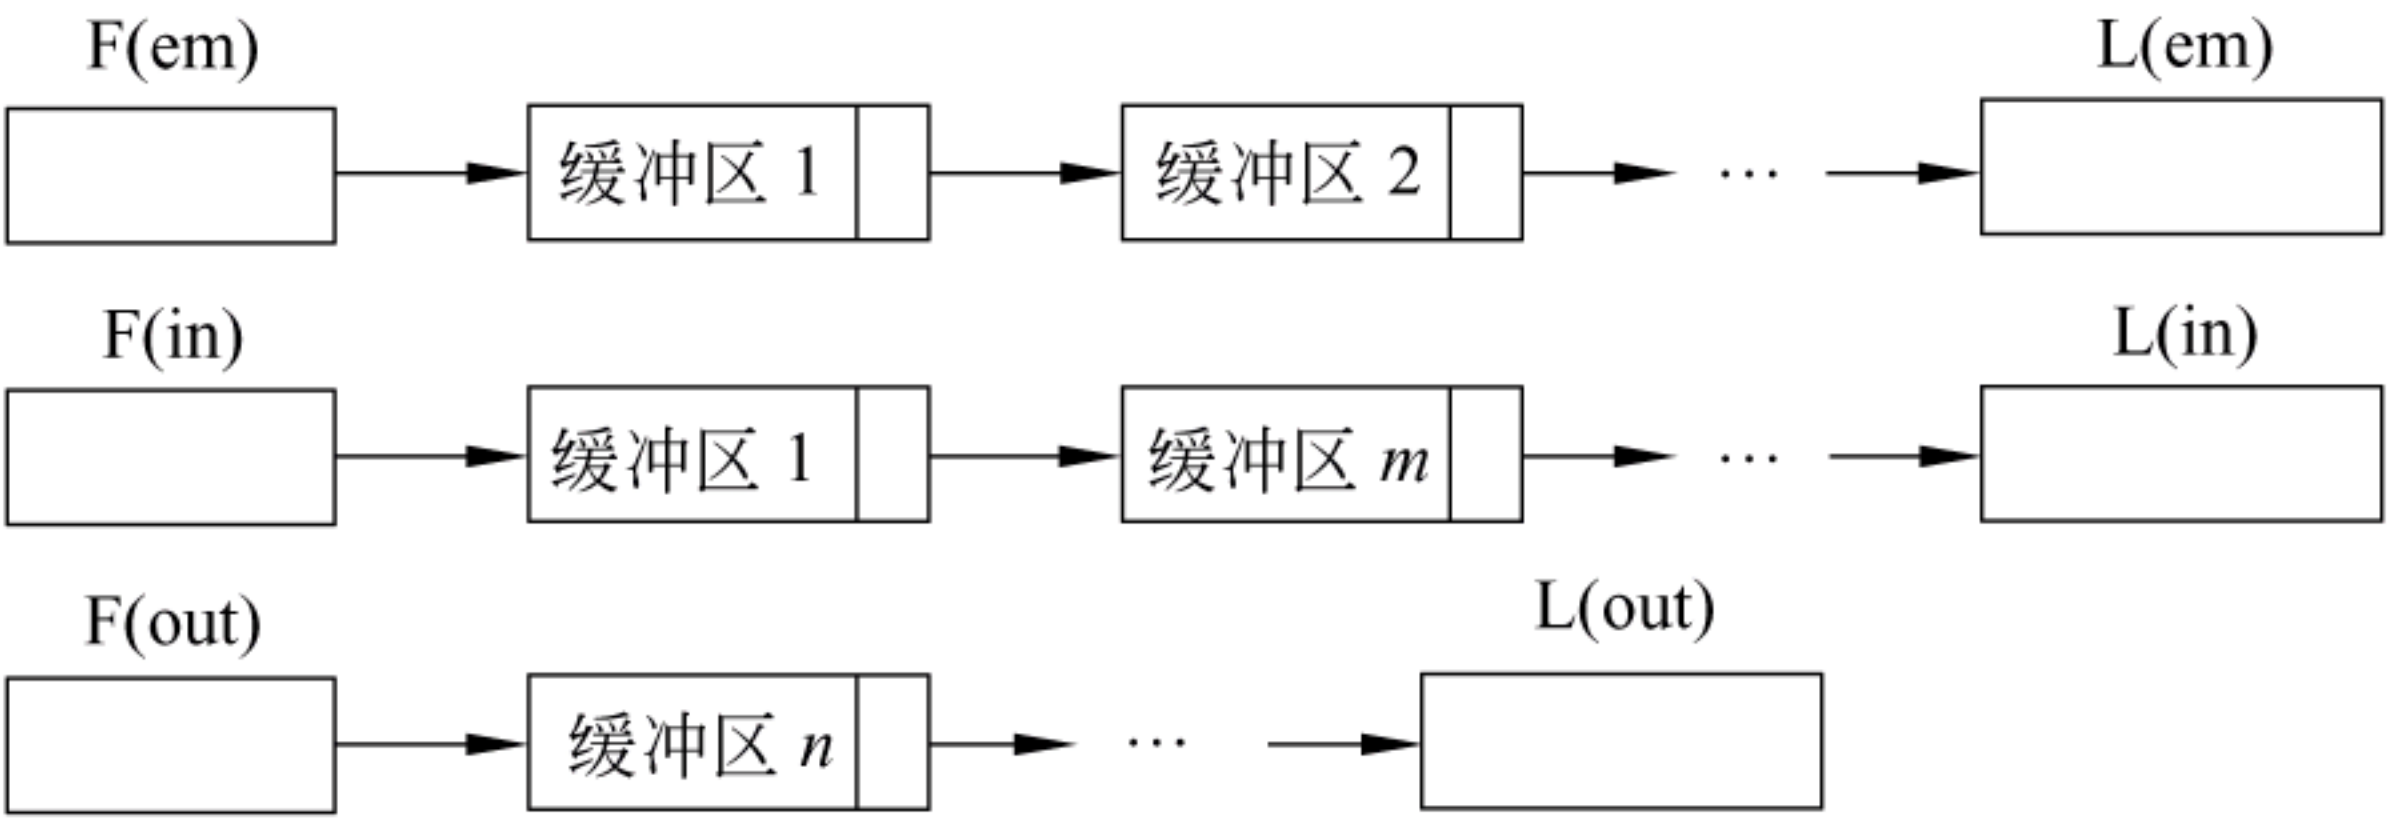 F(em) L(em)
缓冲区 1 缓冲区 2 ···
F(in) L(in)
缓冲区 1 缓冲区 m ···
F(out) L(out)
缓冲区 n ···